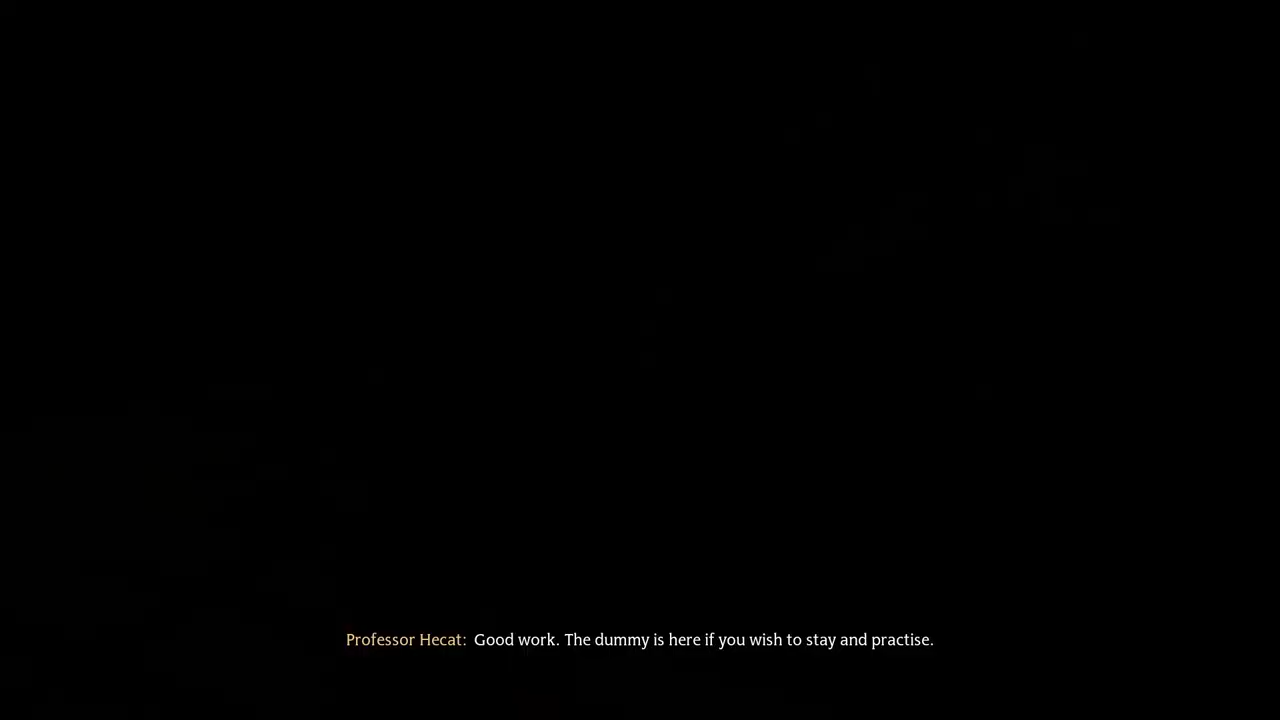 Professor Hecat: Good work. The dummy is here if you wish to stay and practise.